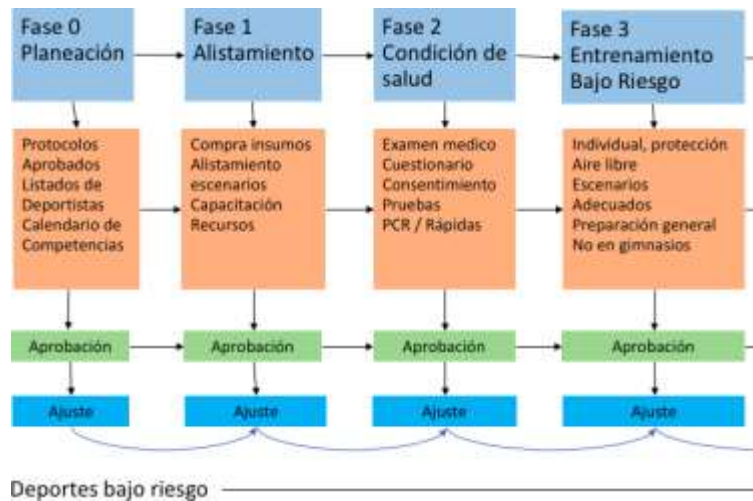 Fase 0
Planeación
Fase 1
Alistamiento
Fase 2
Condición de
salud
Fase 3
Entrenamiento
Bajo Riesgo
Protocolos
Aprobados
Listados de
Deportistas
Calendario de
Competencias
Compra insumos
Alistamiento
escenarios
Capacitación
Recursos
Examen medico
Cuestionario
Consentimiento
Pruebas
PCR / Rápidas
Individual, protección
Aire libre
Escenarios
Adecuados
Preparación general
No en gimnasios
Aprobación
Aprobación
Aprobación
Aprobación
Ajuste
Ajuste
Ajuste
Ajuste
Deportes bajo riesgo